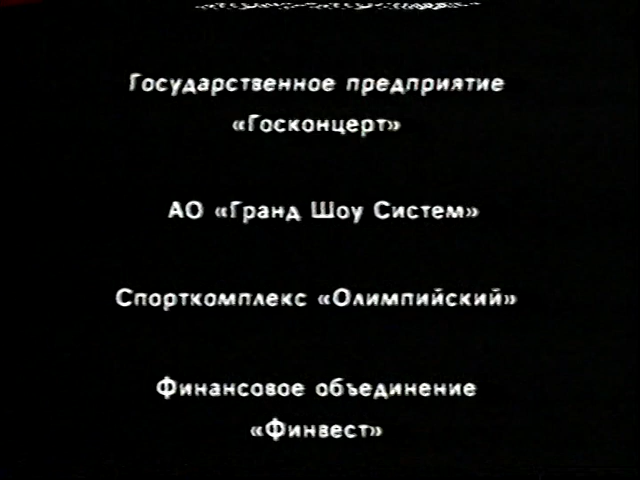 Государственное предприятие
«Госконцерт»
АО «Гранд Шоу Систем»
Спорткомплекс «Олимпийский»
Финансовое объединение
«Финвест»